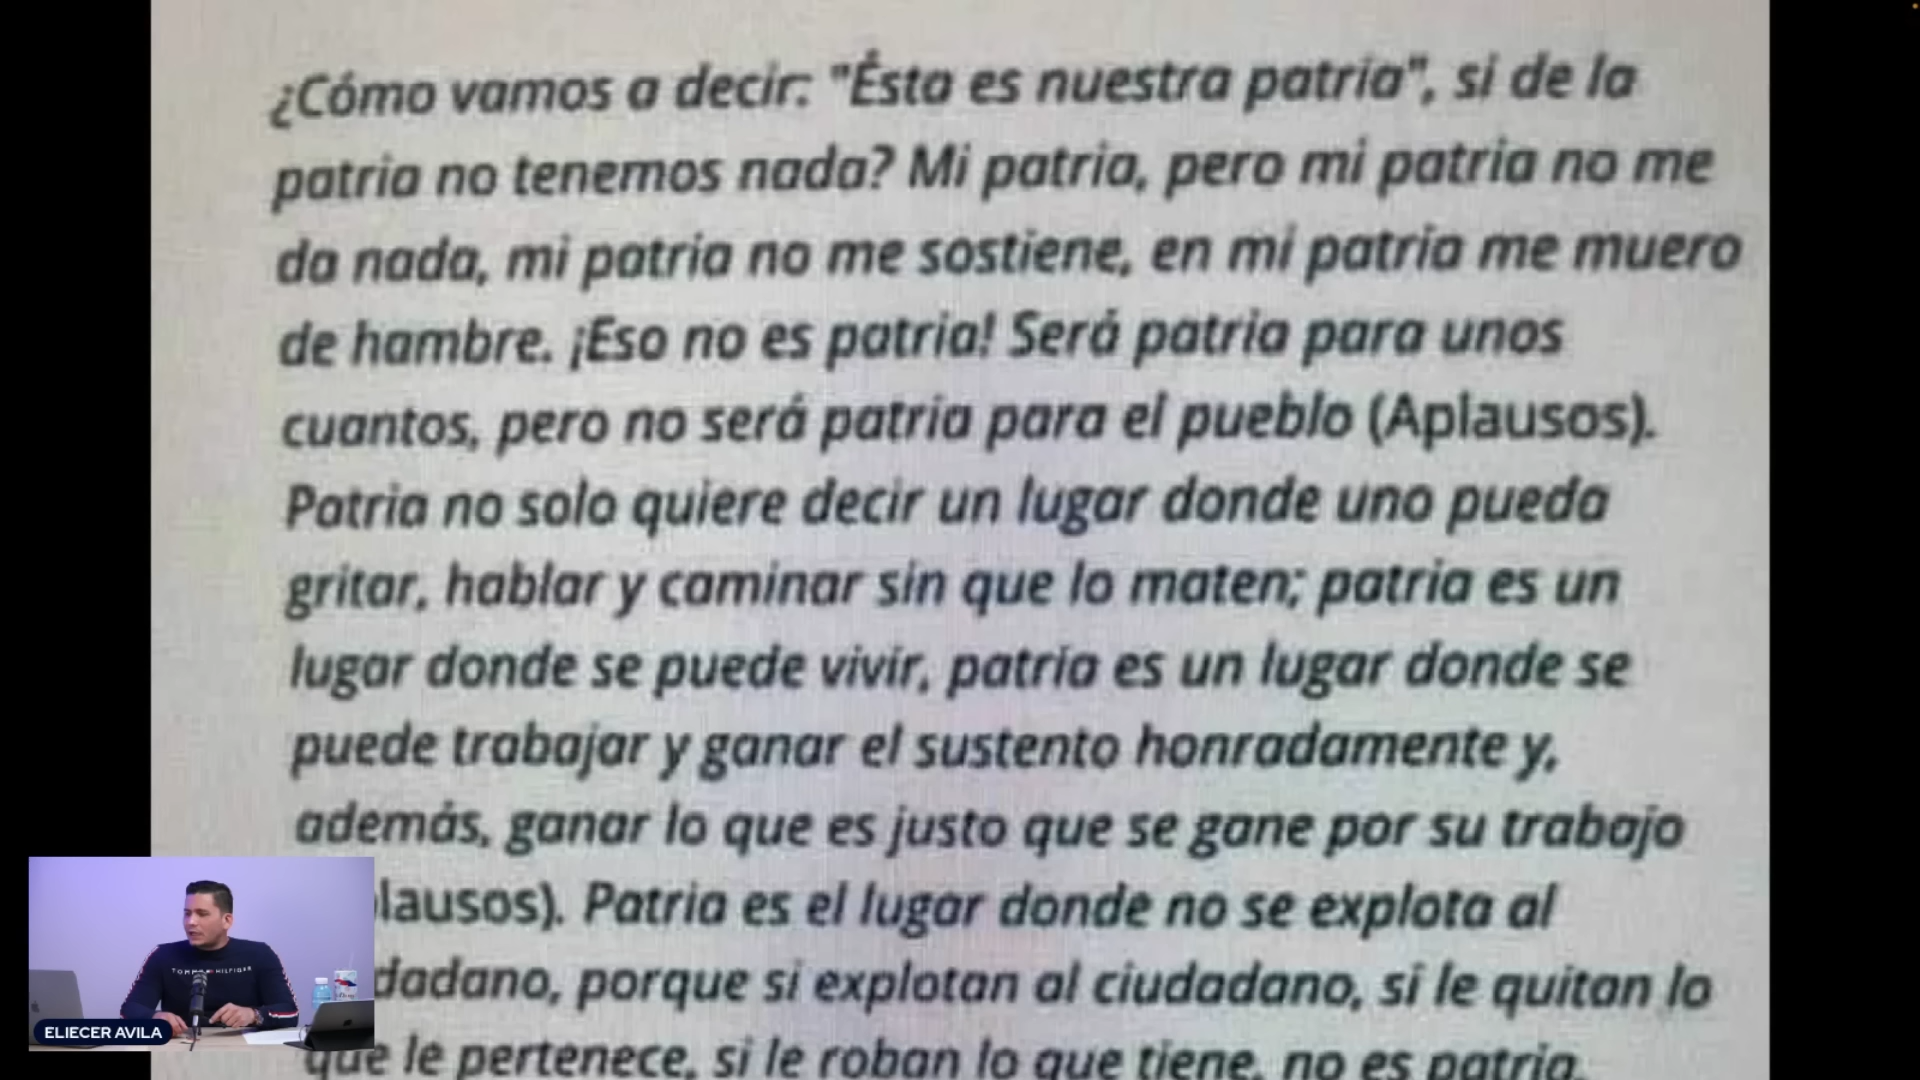 ¿Cómo vamos a decir: "Ésta es nuestra patria", si de la
patria no tenemos nada? Mi patria, pero mi patria no me
da nada, mi patria no me sostiene, en mi patria me muero
de hambre. ¡Eso no es patria! Será patria para unos
cuantos, pero no será patria para el pueblo (Aplausos).
Patria no solo quiere decir un lugar donde uno pueda
gritar, hablar y caminar sin que lo maten; patria es un
lugar donde se puede vivir, patria es un lugar donde se
puede trabajar y ganar el sustento honradamente y,
además, ganar lo que es justo que se gane por su trabajo
lausos). Patria es el lugar donde no se explota al
dadano, porque si explotan al ciudadano, si le quitan lo
que le pertenece, si le roban lo que tiene, no es patria.
TOMMY HILFIGER
ELIECER AVILA